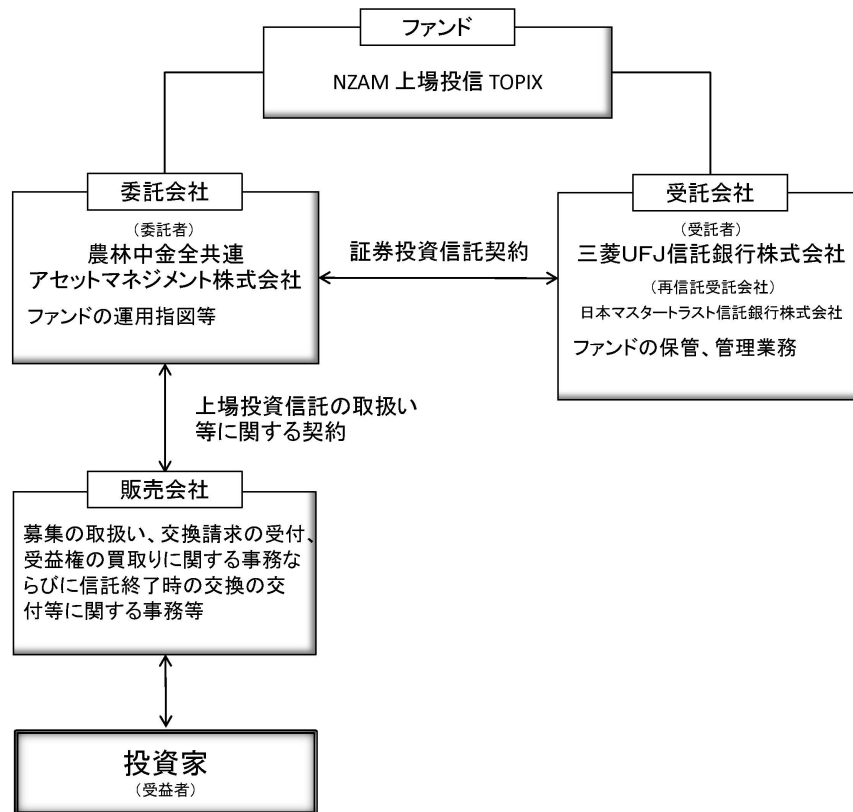 ファンド
NZAM 上場投信 TOPIX
委託会社
（委託者）
農林中金全共連
アセットマネジメント株式会社
ファンドの運用指図等
証券投資信託契約
受託会社
（受託者）
三菱UFJ信託銀行株式会社
（再信託受託会社）
日本マスタートラスト信託銀行株式会社
ファンドの保管、管理業務
上場投資信託の取扱い
等に関する契約
販売会社
募集の取扱い、交換請求の受付、
受益権の買取りに関する事務な
らびに信託終了時の交換の交
付等に関する事務等
投資家
（受益者）